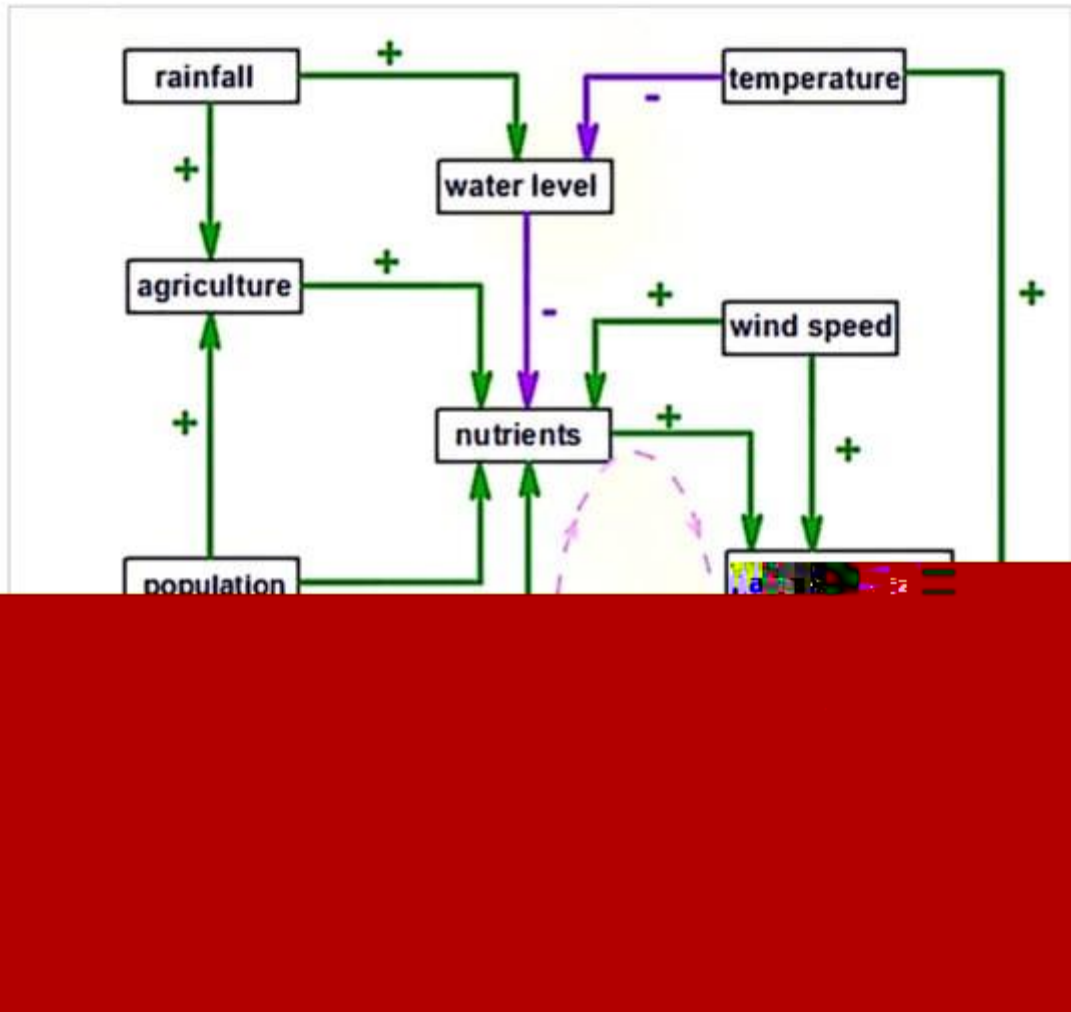 rainfall
+
temperature
-
+
water level
+
agriculture
+
-
+
wind speed
+
+
nutrients
+
+
population